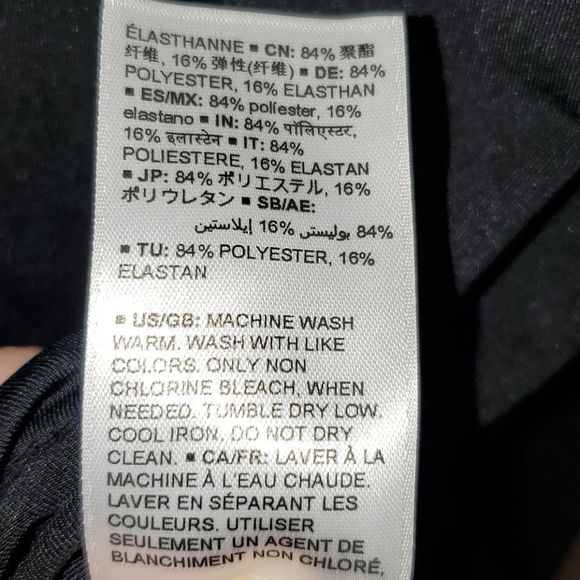 ÉLASTHANNE ▪ CN: 84% 聚酯
纤维, 16% 弹性(纤维) ▪ DE: 84%
POLYESTER, 16% ELASTHAN
▪ ES/MX: 84% poliester, 16%
elastano ▪ IN: 84% पॉलिएस्टर,
16% इलास्टेन ▪ IT: 84%
POLIESTERE, 16% ELASTAN
▪ JP: 84% ポリエステル, 16%
ポリウレタン ▪ SB/AE:
84% بوليستر, 16% إيلاستين
▪ TU: 84% POLYESTER, 16%
ELASTAN
▪ US/GB: MACHINE WASH
WARM. WASH WITH LIKE
COLORS. ONLY NON
CHLORINE BLEACH, WHEN
NEEDED. TUMBLE DRY LOW.
COOL IRON. DO NOT DRY
CLEAN. ▪ CA/FR: LAVER À LA
MACHINE À L'EAU CHAUDE.
LAVER EN SÉPARANT LES
COULEURS. UTILISER
SEULEMENT UN AGENT DE
BLANCHIMENT NON CHLORÉ,